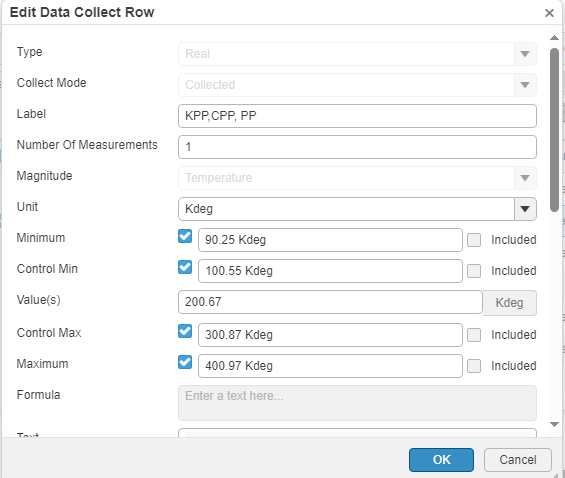 Edit Data Collect Row ×
Type Real
Collect Mode Collected
Label KPP,CPP, PP
Number Of Measurements 1
Magnitude Temperature
Unit Kdeg
Minimum 90.25 Kdeg Included
Control Min 100.55 Kdeg Included
Value(s) 200.67 Kdeg
Control Max 300.87 Kdeg Included
Maximum 400.97 Kdeg Included
Formula Enter a text here...
Text
OK Cancel